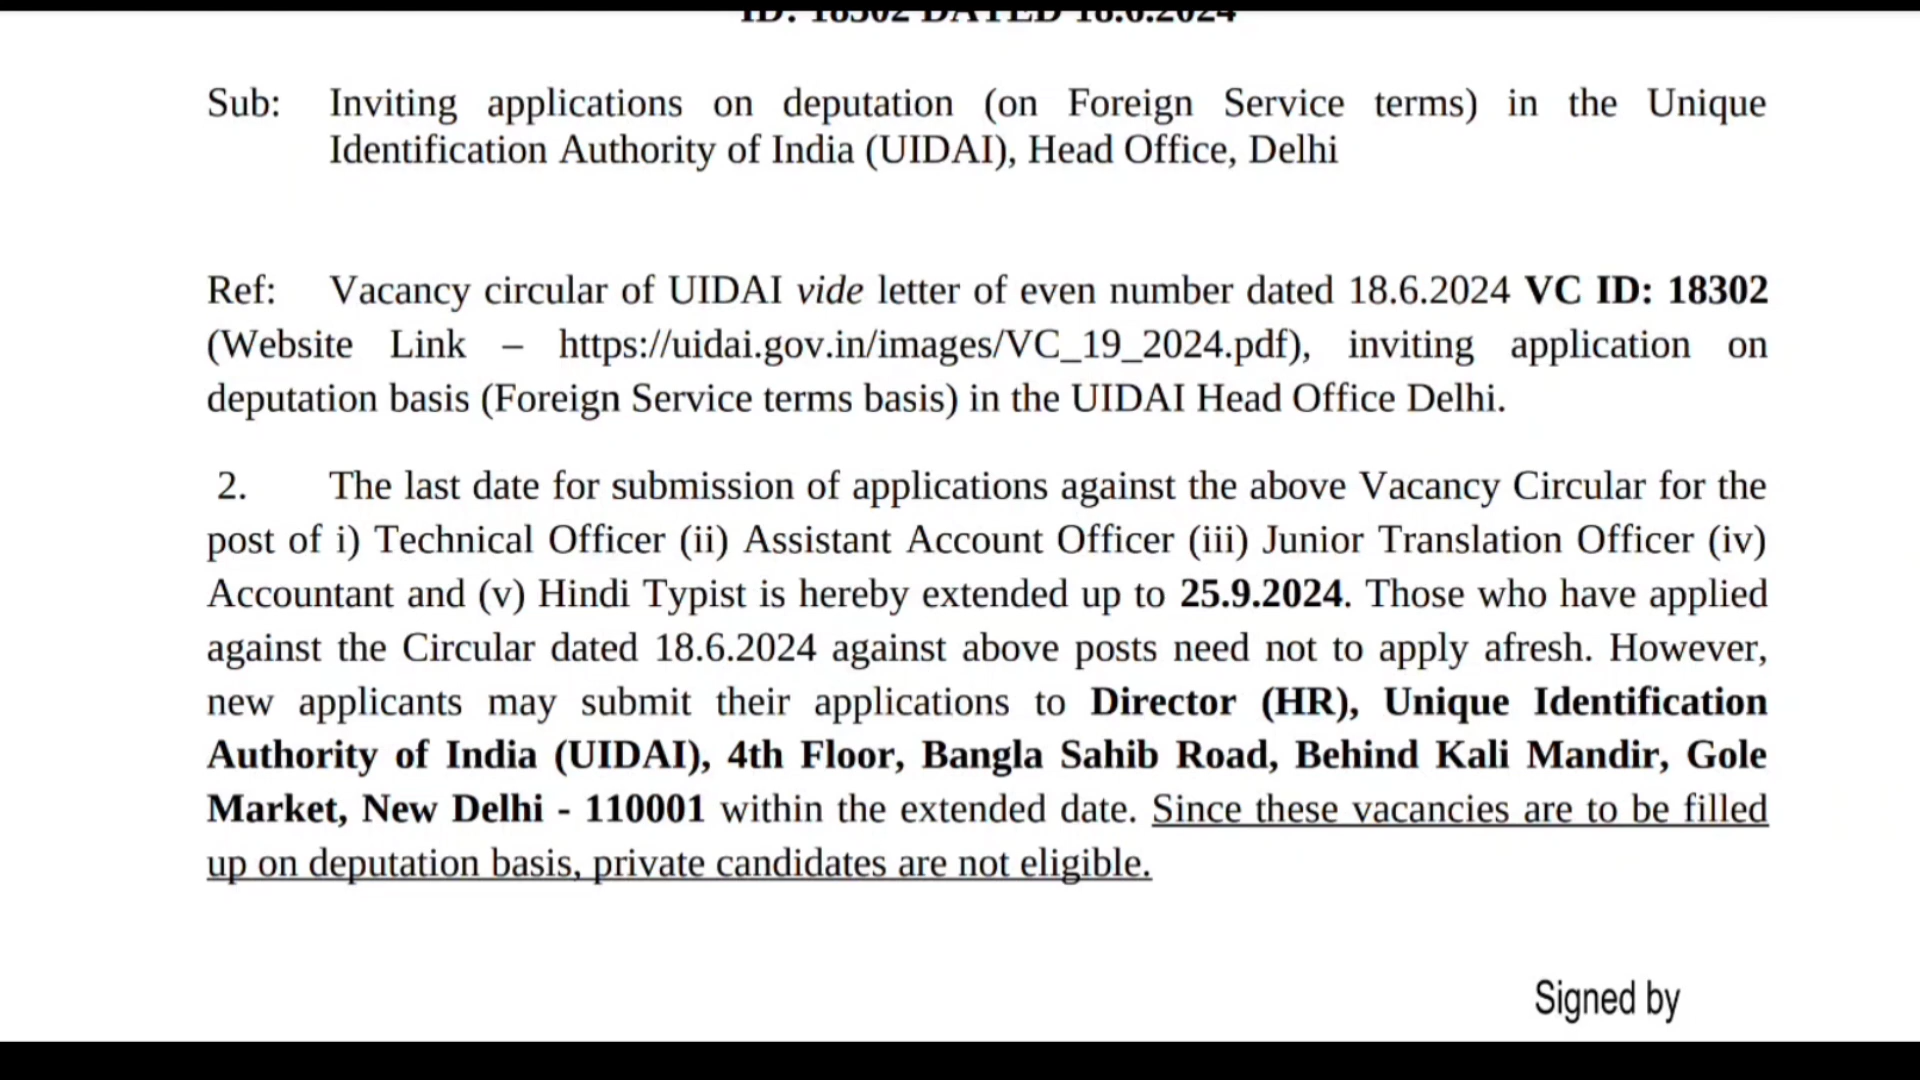 ID: 18302 DATED 18.6.2024
Sub: Inviting applications on deputation (on Foreign Service terms) in the Unique
Identification Authority of India (UIDAI), Head Office, Delhi
Ref: Vacancy circular of UIDAI vide letter of even number dated 18.6.2024 VC ID: 18302
(Website Link – https://uidai.gov.in/images/VC_19_2024.pdf), inviting application on
deputation basis (Foreign Service terms basis) in the UIDAI Head Office Delhi.
2. The last date for submission of applications against the above Vacancy Circular for the
post of i) Technical Officer (ii) Assistant Account Officer (iii) Junior Translation Officer (iv)
Accountant and (v) Hindi Typist is hereby extended up to 25.9.2024. Those who have applied
against the Circular dated 18.6.2024 against above posts need not to apply afresh. However,
new applicants may submit their applications to Director (HR), Unique Identification
Authority of India (UIDAI), 4th Floor, Bangla Sahib Road, Behind Kali Mandir, Gole
Market, New Delhi - 110001 within the extended date. Since these vacancies are to be filled
up on deputation basis, private candidates are not eligible.
Signed by